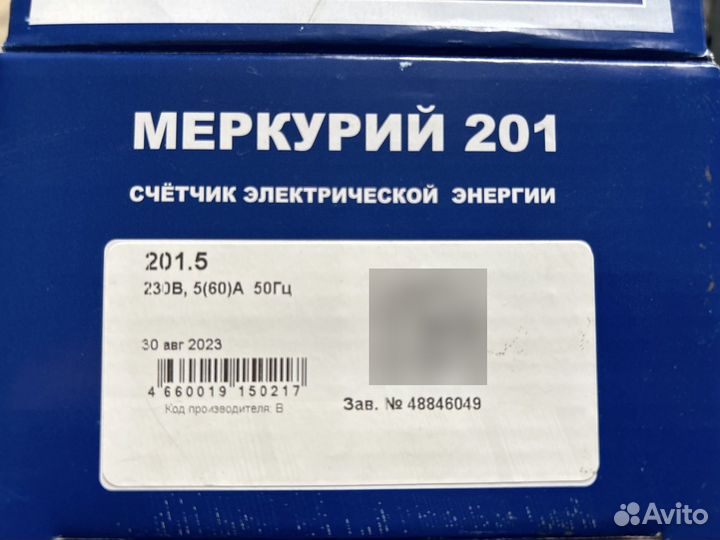 МЕРКУРИЙ 201
СЧЁТЧИК ЭЛЕКТРИЧЕСКОЙ ЭНЕРГИИ
201.5
230В, 5(60)А 50Гц
30 авг 2023
4 660019 150217
Код производителя: В
Зав. № 48846049
Avito